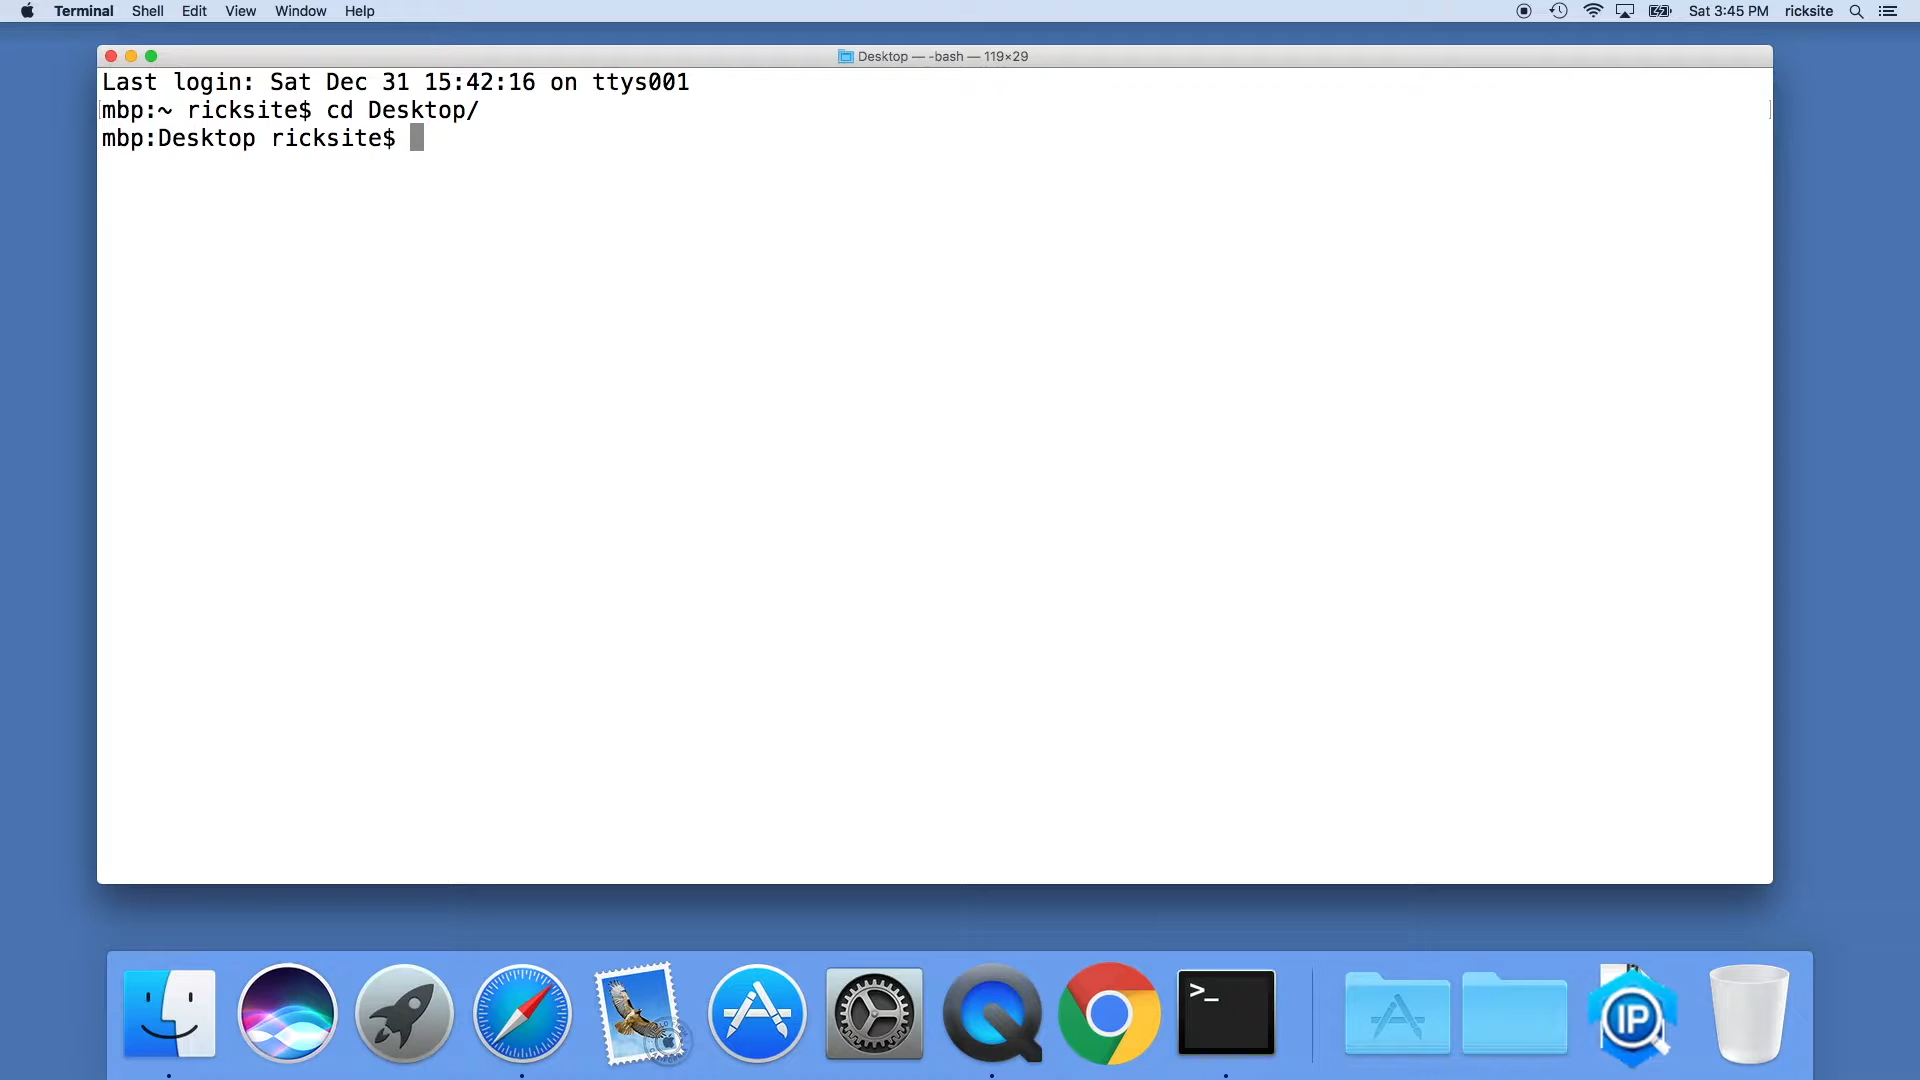 Terminal Shell Edit View Window Help Sat 3:45 PM ricksite
Desktop — -bash — 119×29
Last login: Sat Dec 31 15:42:16 on ttys001
mbp:~ ricksite$ cd Desktop/
mbp:Desktop ricksite$
>_
IP